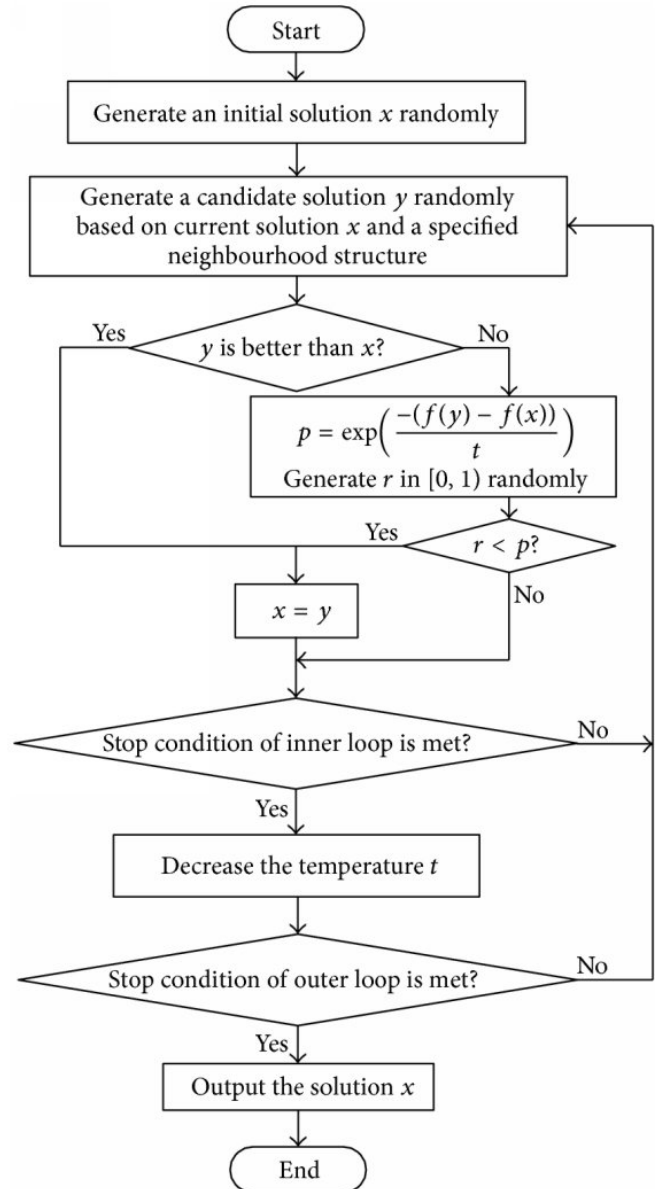 Start
Generate an initial solution x randomly
Generate a candidate solution y randomly
based on current solution x and a specified
neighbourhood structure
Yes
y is better than x?
No
p = exp(−(f(y) − f(x))/t)
Generate r in [0, 1) randomly
Yes
r < p?
No
x = y
Stop condition of inner loop is met?
No
Yes
Decrease the temperature t
Stop condition of outer loop is met?
No
Yes
Output the solution x
End